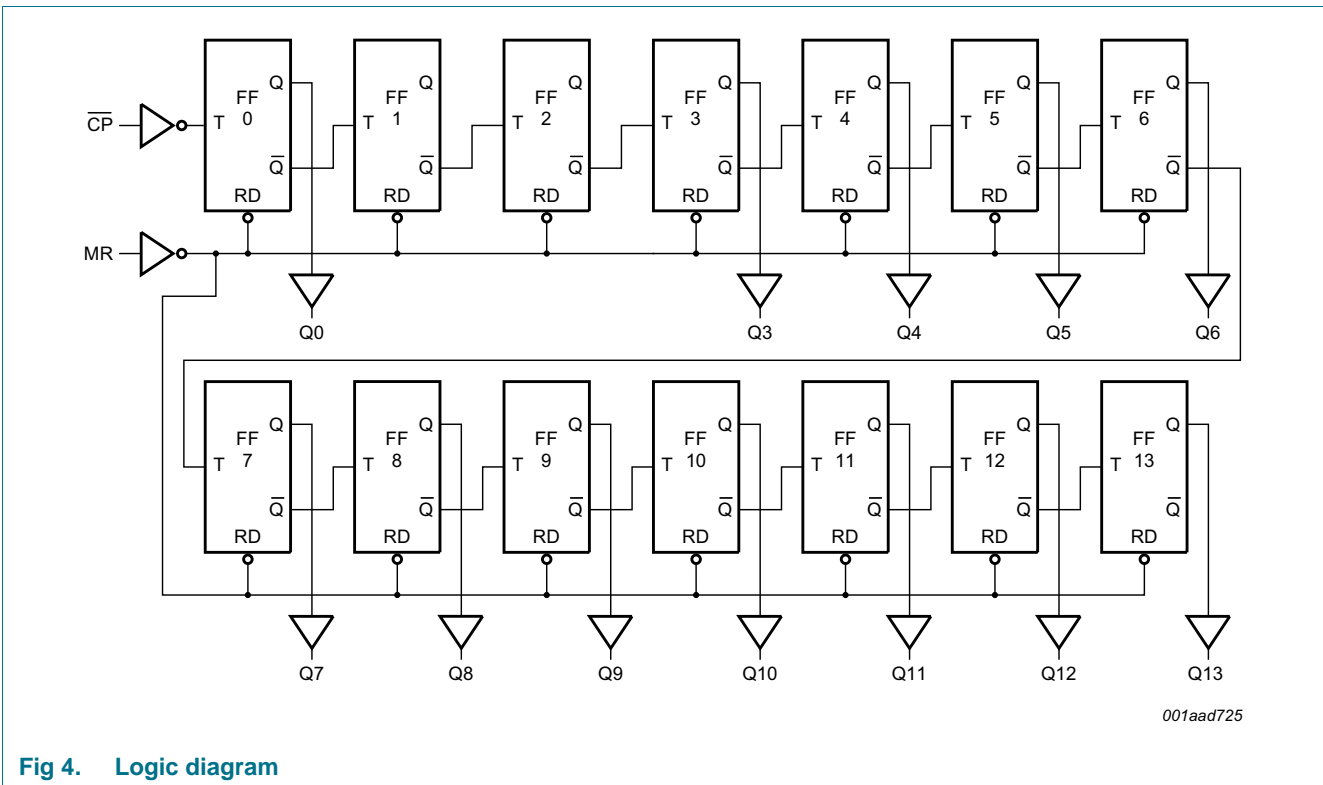 Q Q Q Q Q Q Q
FF FF FF FF FF FF FF
C̅P̅ T 0 T 1 T 2 T 3 T 4 T 5 T 6
Q̅ Q̅ Q̅ Q̅ Q̅ Q̅ Q̅
RD RD RD RD RD RD RD
MR
Q0 Q3 Q4 Q5 Q6
Q Q Q Q Q Q Q
FF FF FF FF FF FF FF
T 7 T 8 T 9 T 10 T 11 T 12 T 13
Q̅ Q̅ Q̅ Q̅ Q̅ Q̅ Q̅
RD RD RD RD RD RD RD
Q7 Q8 Q9 Q10 Q11 Q12 Q13
001aad725
Fig 4. Logic diagram